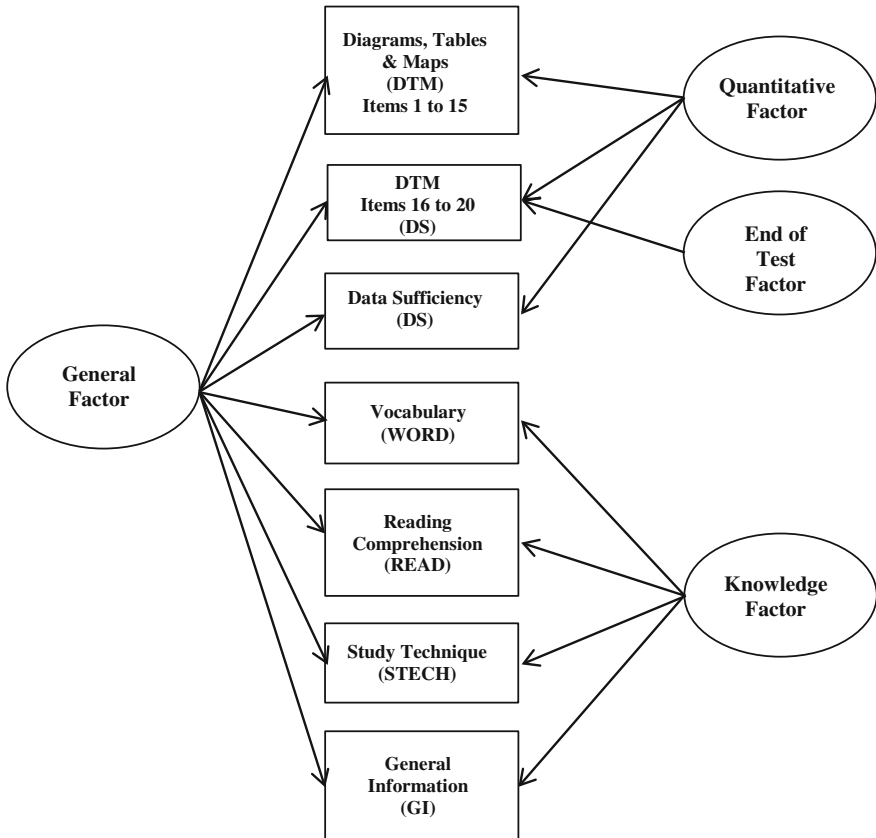 Diagrams, Tables
& Maps
(DTM)
Items 1 to 15
Quantitative
Factor
DTM
Items 16 to 20
(DS)
End of
Test
Factor
Data Sufficiency
(DS)
General
Factor
Vocabulary
(WORD)
Reading
Comprehension
(READ)
Knowledge
Factor
Study Technique
(STECH)
General
Information
(GI)